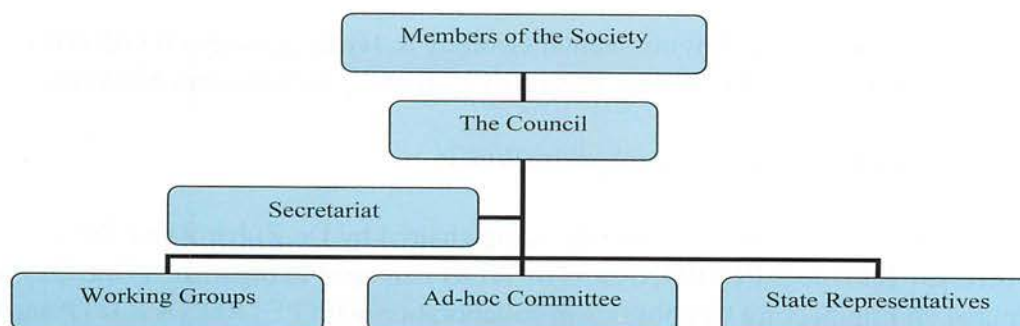 Members of the Society
The Council
Secretariat
Working Groups
Ad-hoc Committee
State Representatives